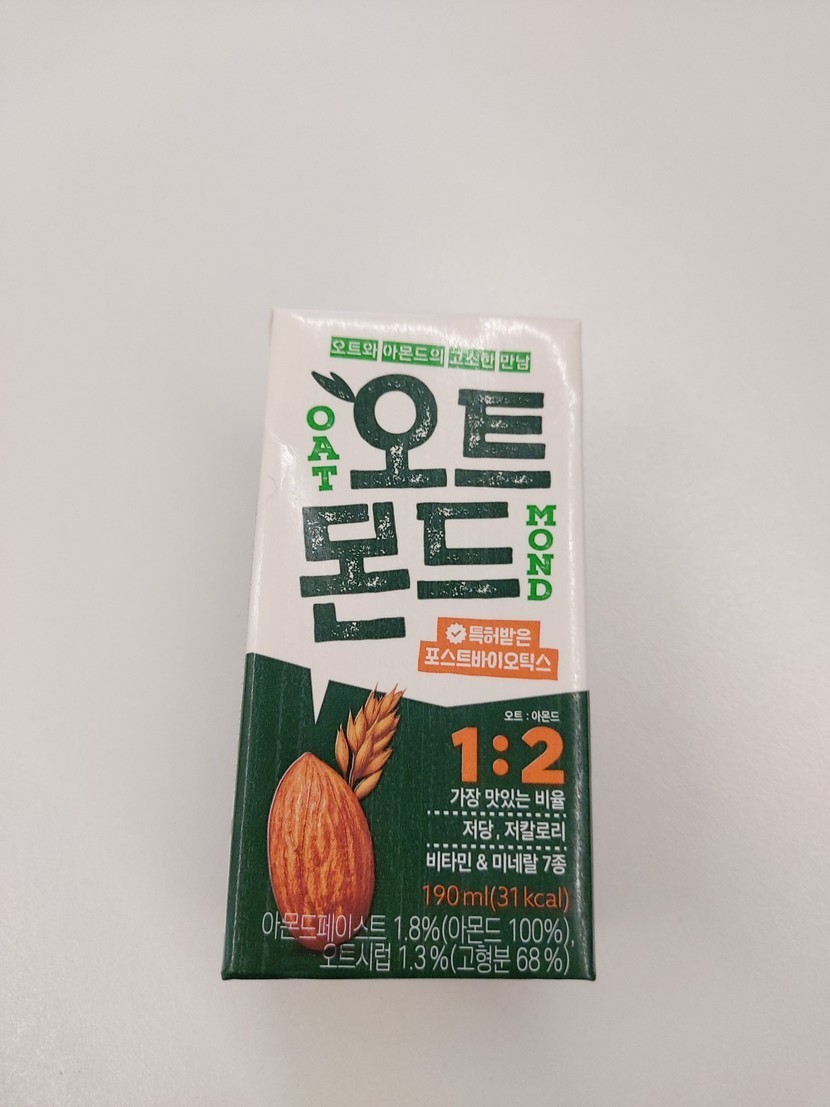 오트와 아몬드의 고소한 만남
OAT
오트
몬드
MOND
특허받은
포스트바이오틱스
오트 : 아몬드
1:2
가장 맛있는 비율
저당, 저칼로리
비타민 & 미네랄 7종
190ml(31kcal)
아몬드페이스트 1.8%(아몬드 100%),
오트시럽 1.3%(고형분 68%)